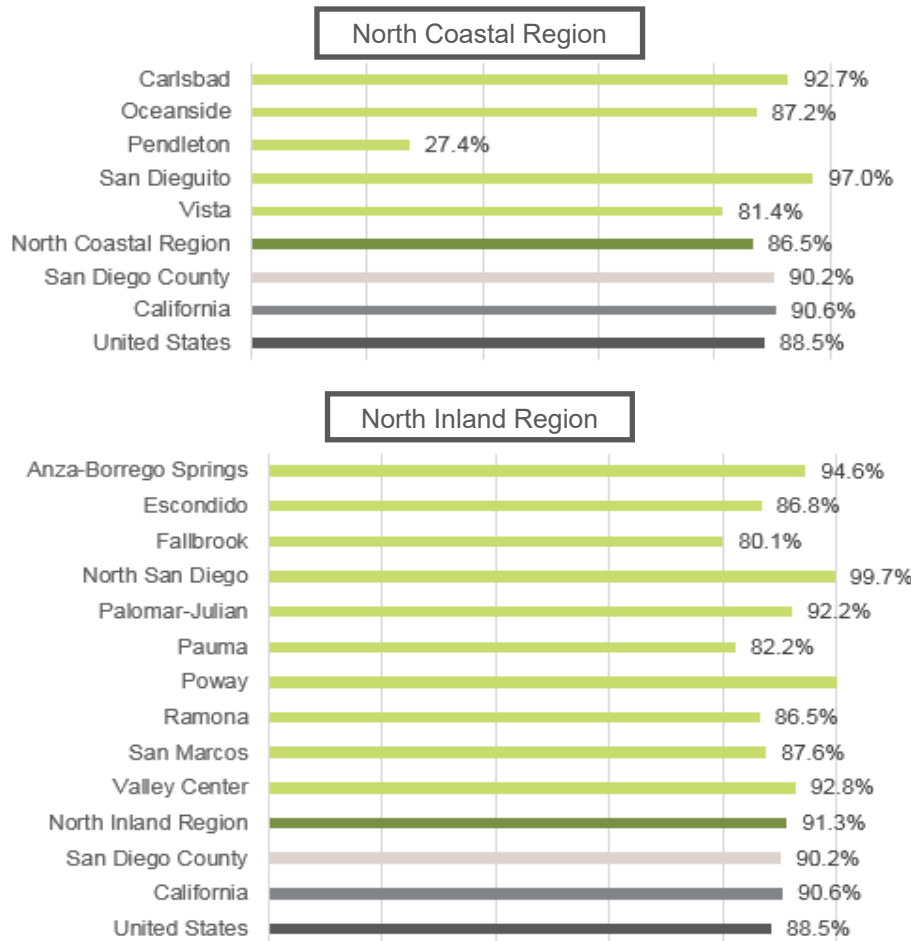 North Coastal Region
Carlsbad 92.7%
Oceanside 87.2%
Pendleton 27.4%
San Dieguito 97.0%
Vista 81.4%
North Coastal Region 86.5%
San Diego County 90.2%
California 90.6%
United States 88.5%
North Inland Region
Anza-Borrego Springs 94.6%
Escondido 86.8%
Fallbrook 80.1%
North San Diego 99.7%
Palomar-Julian 92.2%
Pauma 82.2%
Poway
Ramona 86.5%
San Marcos 87.6%
Valley Center 92.8%
North Inland Region 91.3%
San Diego County 90.2%
California 90.6%
United States 88.5%